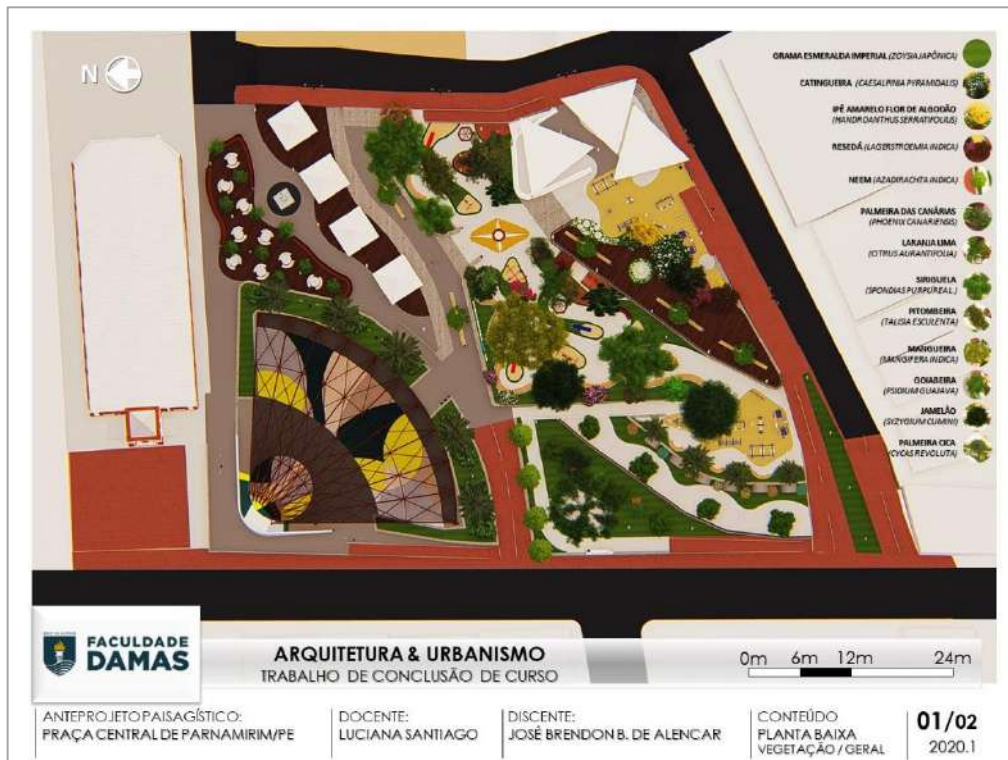 N
GRAMA ESMERALDA IMPERIAL (ZOYSIA JAPÔNICA)
CATINGUEIRA (CAESALPINIA PYRAMIDALIS)
IPÊ AMARELO FLOR DE ALGODÃO
(HANDROANTHUS SERRATIFOLIUS)
RESEDÁ (LAGERSTROEMIA INDICA)
NEEM (AZADIRACHTA INDICA)
PALMEIRA DAS CANÁRIAS
(PHOENIX CANARIENSIS)
LARANJA LIMA
(CITRUS AURANTIFOLIA)
SIRIGUELA
(SPONDIAS PURPÚREA L.)
PITOMBEIRA
(TALISIA ESCULENTA)
MANGUEIRA
(MANGIFERA INDICA)
GOIABEIRA
(PSIDIUM GUAJAVA)
JAMELÃO
(SYZYGIUM CUMINI)
PALMEIRA CICA
(CYCAS REVOLUTA)
FACULDADE
DAMAS
ARQUITETURA & URBANISMO
TRABALHO DE CONCLUSÃO DE CURSO
0m 6m 12m 24m
ANTEPROJETO PAISAGÍSTICO:
PRAÇA CENTRAL DE PARNAMIRIM/PE
DOCENTE:
LUCIANA SANTIAGO
DISCENTE:
JOSÉ BRENDON B. DE ALENCAR
CONTEÚDO
PLANTA BAIXA
VEGETAÇÃO / GERAL
01/02
2020.1